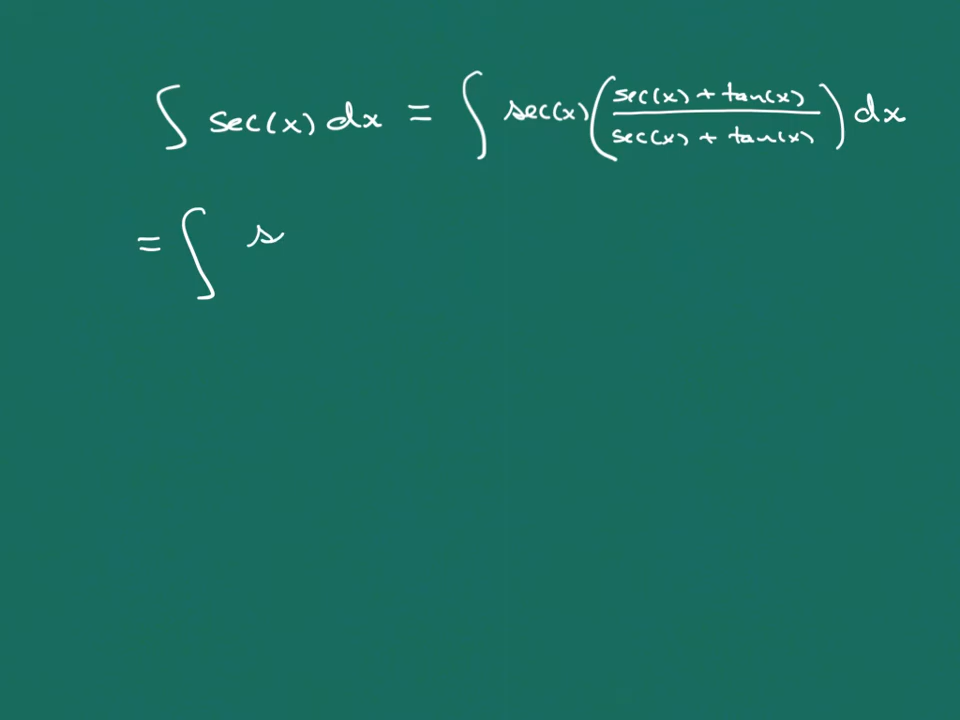 ∫ sec(x) dx = ∫ sec(x) ( (sec(x) + tan(x)) / (sec(x) + tan(x)) ) dx
= ∫ s